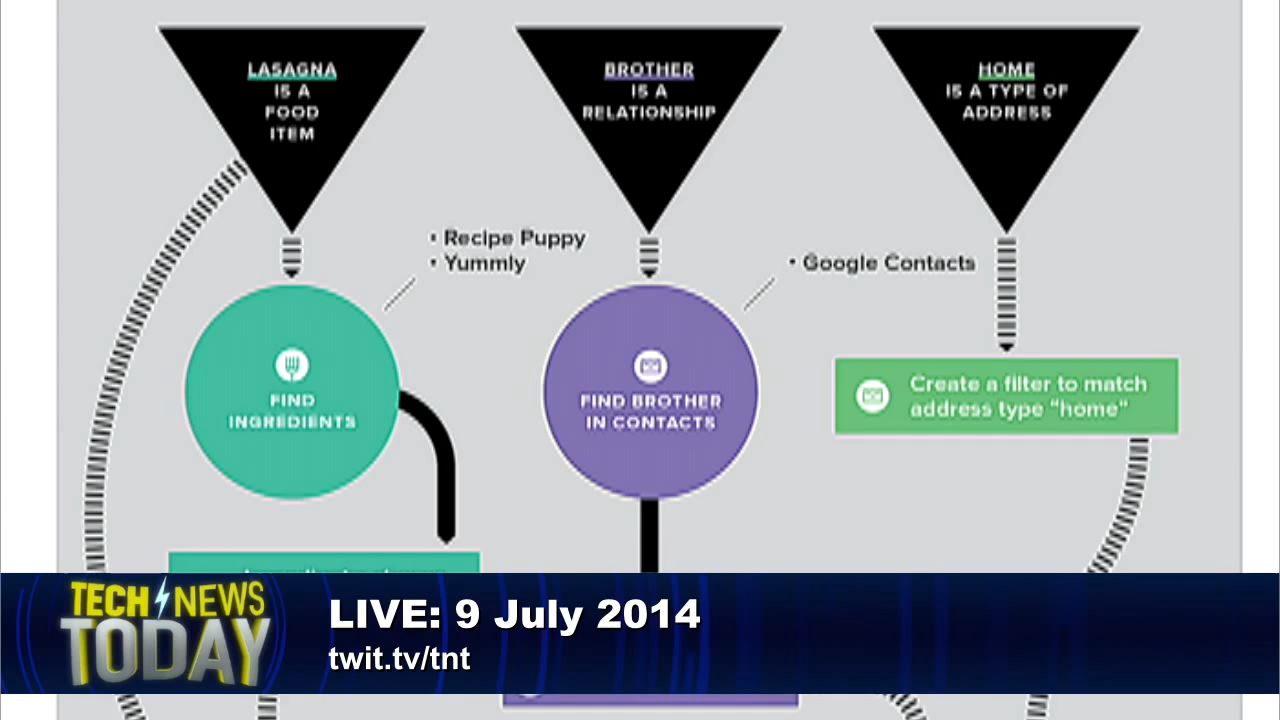 LASAGNA
IS A
FOOD
ITEM
BROTHER
IS A
RELATIONSHIP
HOME
IS A TYPE OF
ADDRESS
• Recipe Puppy
• Yummly
• Google Contacts
FIND
INGREDIENTS
FIND BROTHER
IN CONTACTS
Create a filter to match
address type "home"
TECH NEWS
TODAY
LIVE: 9 July 2014
twit.tv/tnt